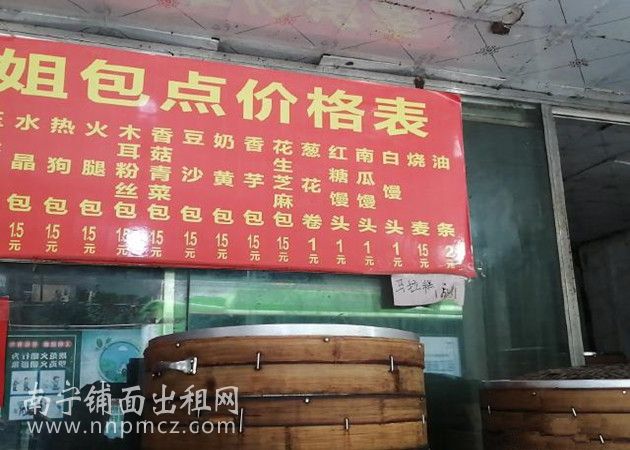 姐包点价格表
水晶包 1.5元
热狗包 1.5元
火腿包 1.5元
木耳粉丝包 1.5元
香菇青菜包 1.5元
豆沙包 1.5元
奶黄包 1.5元
香芋包 1.5元
花生芝麻包 1.5元
葱花卷 1元
红糖馒头 1元
南瓜馒头 1元
白馒头 1元
烧麦 1.5元
油条 2元
马拉糕
南宁铺面出租网
www.nnpmcz.com